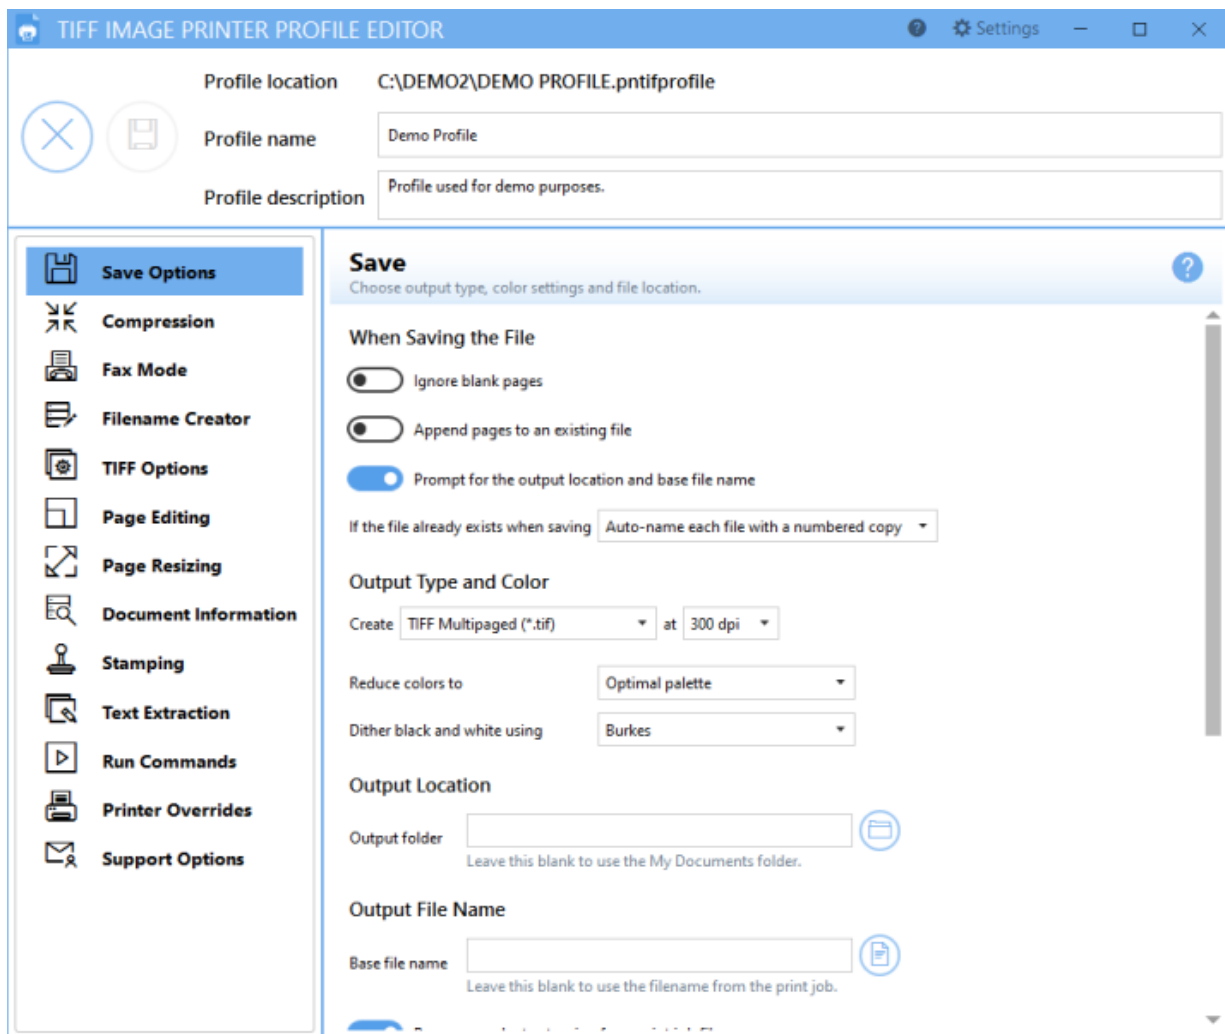 TIFF IMAGE PRINTER PROFILE EDITOR
Settings
Profile location C:\DEMO2\DEMO PROFILE.pntifprofile
Profile name Demo Profile
Profile description Profile used for demo purposes.
Save Options
Compression
Fax Mode
Filename Creator
TIFF Options
Page Editing
Page Resizing
Document Information
Stamping
Text Extraction
Run Commands
Printer Overrides
Support Options
Save
Choose output type, color settings and file location.
When Saving the File
Ignore blank pages
Append pages to an existing file
Prompt for the output location and base file name
If the file already exists when saving Auto-name each file with a numbered copy
Output Type and Color
Create TIFF Multipaged (*.tif) at 300 dpi
Reduce colors to Optimal palette
Dither black and white using Burkes
Output Location
Output folder
Leave this blank to use the My Documents folder.
Output File Name
Base file name
Leave this blank to use the filename from the print job.